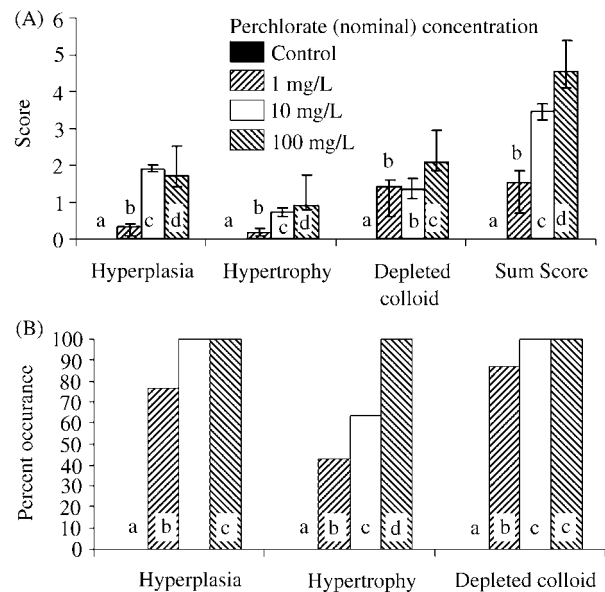 (A)
Perchlorate (nominal) concentration
Control
1 mg/L
10 mg/L
100 mg/L
Score
6
5
4
3
2
1
0
a b c d
a b c d
a b b c
a b c d
Hyperplasia Hypertrophy Depleted colloid Sum Score
(B)
Percent occurance
100
90
80
70
60
50
40
30
20
10
0
a b c
a b c d
a b c c
Hyperplasia Hypertrophy Depleted colloid